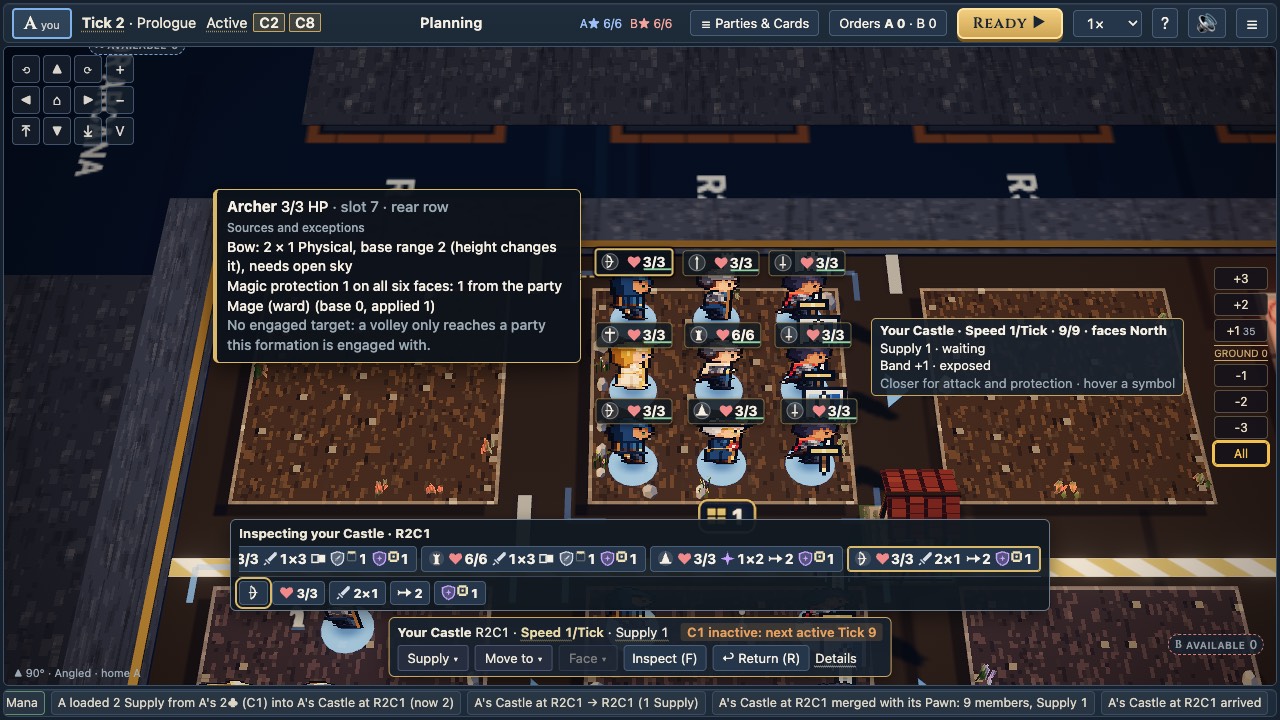 A you
Tick 2 · Prologue Active C2 C8
Planning
A★ 6/6 B★ 6/6
≡ Parties & Cards
Orders A 0 · B 0
READY ▶
1×
?
V
Archer 3/3 HP · slot 7 · rear row
Sources and exceptions
Bow: 2 × 1 Physical, base range 2 (height changes
it), needs open sky
Magic protection 1 on all six faces: 1 from the party
Mage (ward) (base 0, applied 1)
No engaged target: a volley only reaches a party
this formation is engaged with.
3/3 3/3 3/3
3/3 6/6 3/3
3/3 3/3 3/3
Your Castle · Speed 1/Tick · 9/9 · faces North
Supply 1 · waiting
Band +1 · exposed
Closer for attack and protection · hover a symbol
+3
+2
+1 35
GROUND 0
-1
-2
-3
All
1
Inspecting your Castle · R2C1
3/3 1×3 1 1 6/6 1×3 1 1 3/3 1×2 2 1 3/3 2×1 2 1
3/3 2×1 2 1
Your Castle R2C1 · Speed 1/Tick · Supply 1 C1 inactive: next active Tick 9
Supply ▾ Move to ▾ Face ▾ Inspect (F) ↩ Return (R) Details
B AVAILABLE 0
▲ 90° · Angled · home A
Mana
A loaded 2 Supply from A's 2♣ (C1) into A's Castle at R2C1 (now 2)
A's Castle at R2C1 → R2C1 (1 Supply)
A's Castle at R2C1 merged with its Pawn: 9 members, Supply 1
A's Castle at R2C1 arrived